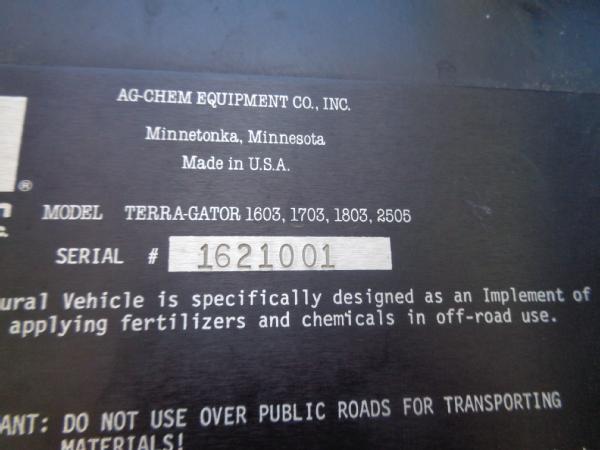 AG-CHEM EQUIPMENT CO., INC.
Minnetonka, Minnesota
Made in U.S.A.
®
MODEL TERRA-GATOR 1603, 1703, 1803, 2505
SERIAL # 1621001
ural Vehicle is specifically designed as an Implement of
applying fertilizers and chemicals in off-road use.
ANT: DO NOT USE OVER PUBLIC ROADS FOR TRANSPORTING
MATERIALS!